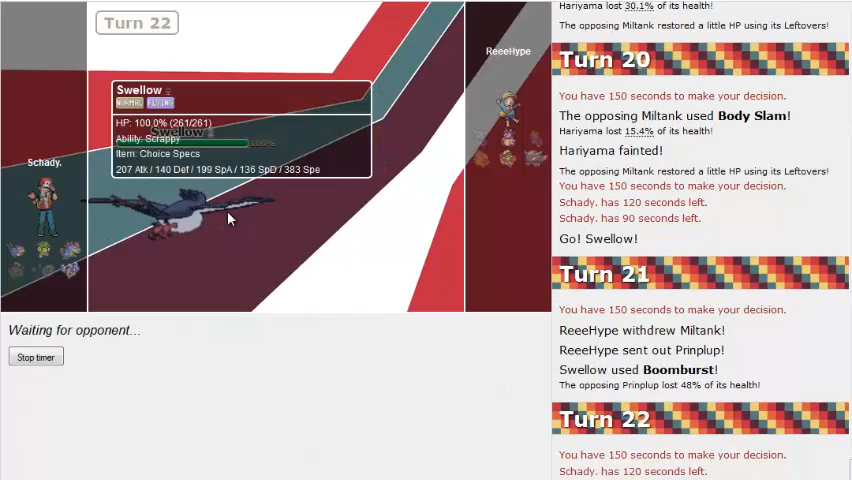 Turn 22
ReeeHype
Swellow
NORMAL FLYING
HP: 100.0% (261/261)
Swellow
Ability: Scrappy
100%
Item: Choice Specs
207 Atk / 140 Def / 199 SpA / 136 SpD / 383 Spe
Schady.
Waiting for opponent...
Stop timer
Hariyama lost 30.1% of its health!
The opposing Miltank restored a little HP using its Leftovers!
Turn 20
You have 150 seconds to make your decision.
The opposing Miltank used Body Slam!
Hariyama lost 15.4% of its health!
Hariyama fainted!
The opposing Miltank restored a little HP using its Leftovers!
You have 150 seconds to make your decision.
Schady. has 120 seconds left.
Schady. has 90 seconds left.
Go! Swellow!
Turn 21
You have 150 seconds to make your decision.
ReeeHype withdrew Miltank!
ReeeHype sent out Prinplup!
Swellow used Boomburst!
The opposing Prinplup lost 48% of its health!
Turn 22
You have 150 seconds to make your decision.
Schady. has 120 seconds left.